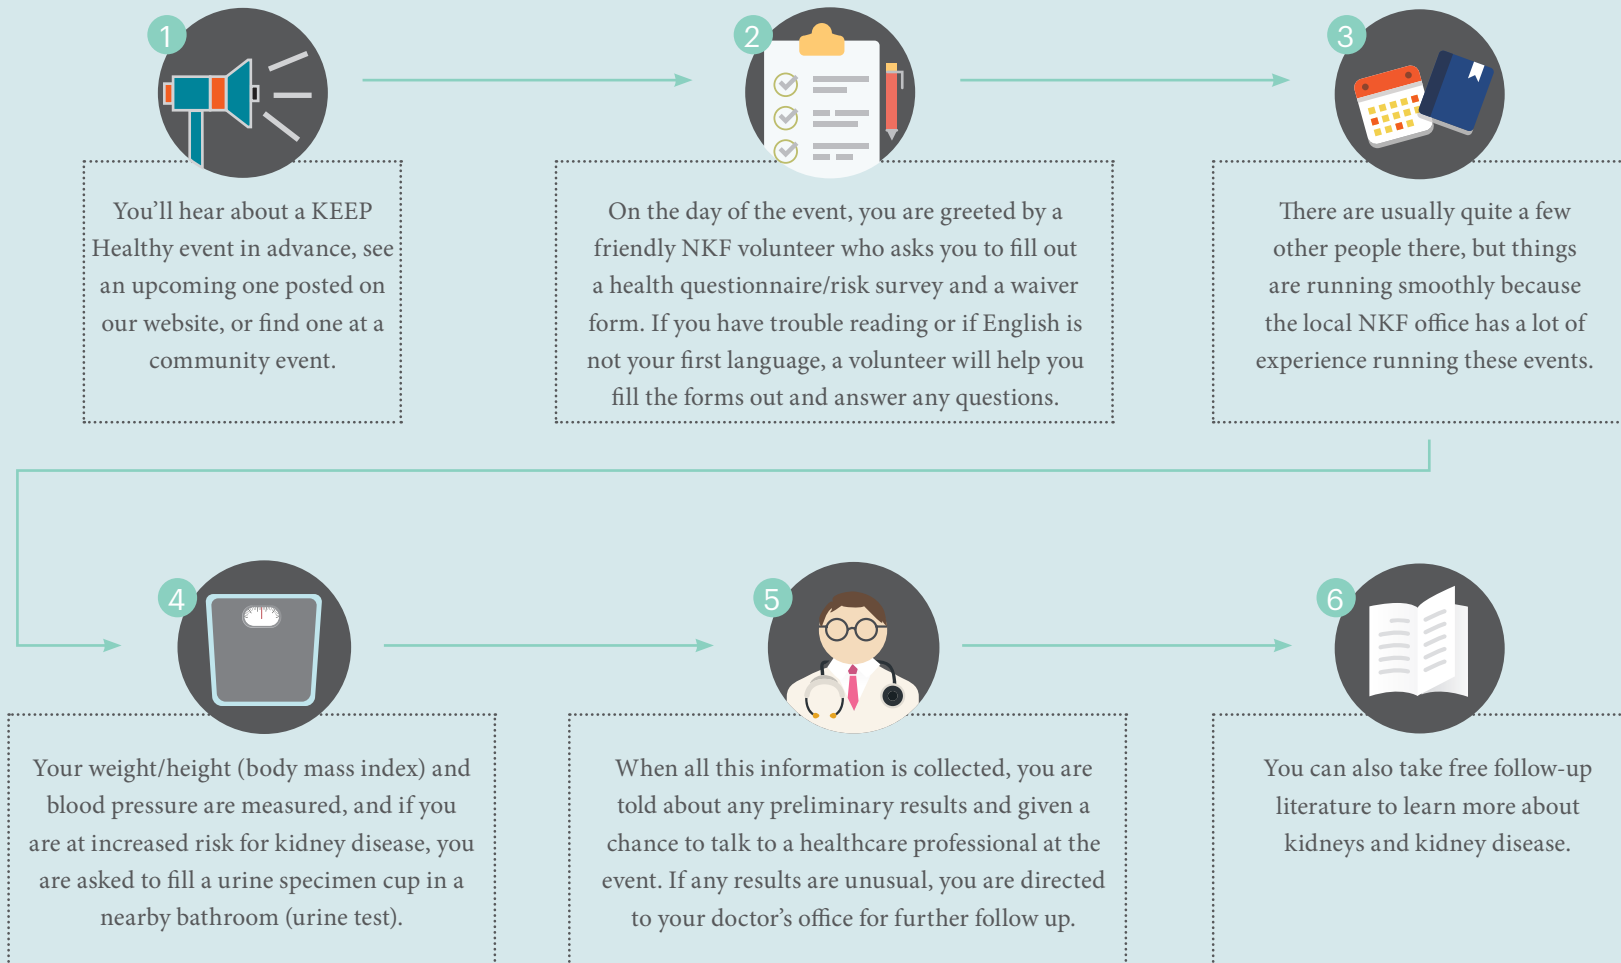 1
You'll hear about a KEEP
Healthy event in advance, see
an upcoming one posted on
our website, or find one at a
community event.
2
On the day of the event, you are greeted by a
friendly NKF volunteer who asks you to fill out
a health questionnaire/risk survey and a waiver
form. If you have trouble reading or if English is
not your first language, a volunteer will help you
fill the forms out and answer any questions.
3
There are usually quite a few
other people there, but things
are running smoothly because
the local NKF office has a lot of
experience running these events.
4
Your weight/height (body mass index) and
blood pressure are measured, and if you
are at increased risk for kidney disease, you
are asked to fill a urine specimen cup in a
nearby bathroom (urine test).
5
When all this information is collected, you are
told about any preliminary results and given a
chance to talk to a healthcare professional at the
event. If any results are unusual, you are directed
to your doctor's office for further follow up.
6
You can also take free follow-up
literature to learn more about
kidneys and kidney disease.